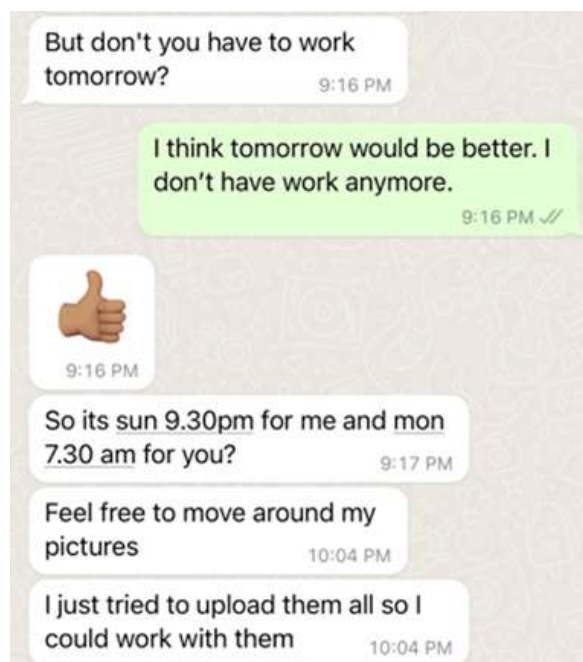 But don't you have to work
tomorrow?
9:16 PM
I think tomorrow would be better. I
don't have work anymore.
9:16 PM
9:16 PM
So its sun 9.30pm for me and mon
7.30 am for you?
9:17 PM
Feel free to move around my
pictures
10:04 PM
I just tried to upload them all so I
could work with them
10:04 PM